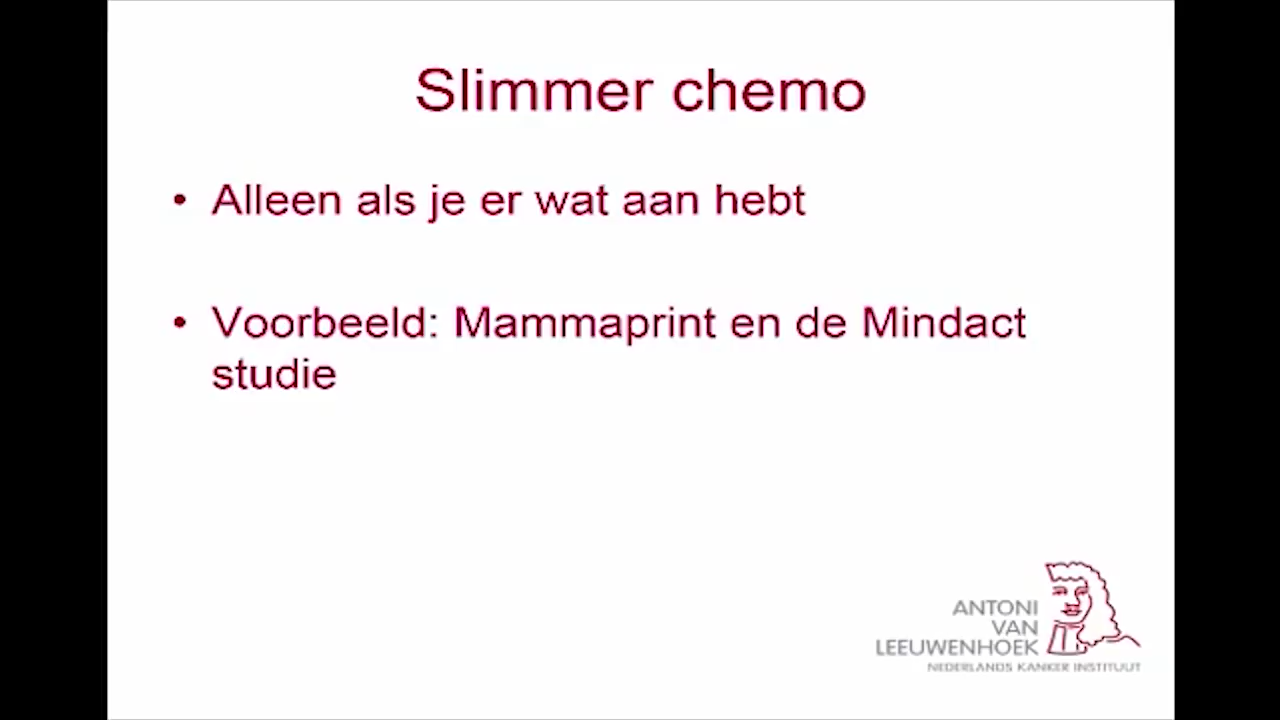 Slimmer chemo
• Alleen als je er wat aan hebt
• Voorbeeld: Mammaprint en de Mindact
studie
ANTONI
VAN
LEEUWENHOEK
NEDERLANDS KANKER INSTITUUT